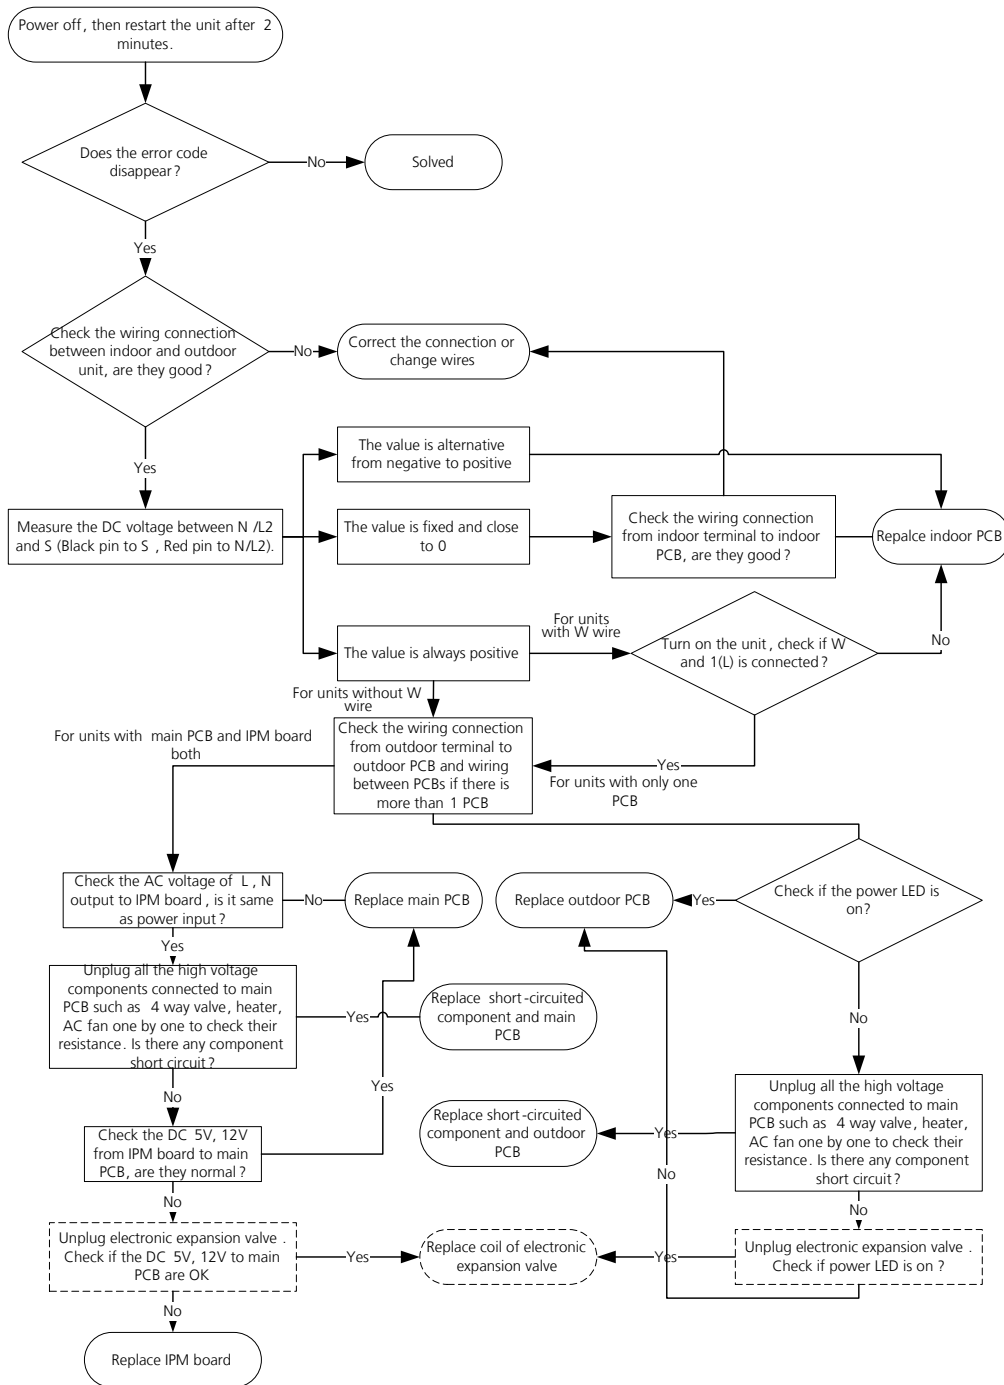 Power off, then restart the unit after 2
minutes.
Does the error code
disappear?
No
Solved
Yes
Check the wiring connection
between indoor and outdoor
unit, are they good?
No
Correct the connection or
change wires
Yes
The value is alternative
from negative to positive
Measure the DC voltage between N /L2
and S (Black pin to S , Red pin to N/L2).
The value is fixed and close
to 0
Check the wiring connection
from indoor terminal to indoor
PCB, are they good?
Repalce indoor PCB
The value is always positive
For units
with W wire
Turn on the unit, check if W
and 1(L) is connected?
No
For units without W
wire
For units with main PCB and IPM board
both
Check the wiring connection
from outdoor terminal to
outdoor PCB and wiring
between PCBs if there is
more than 1 PCB
Yes
For units with only one
PCB
Check the AC voltage of L , N
output to IPM board , is it same
as power input?
No
Replace main PCB
Replace outdoor PCB
Yes
Check if the power LED is
on?
Yes
Unplug all the high voltage
components connected to main
PCB such as 4 way valve, heater,
AC fan one by one to check their
resistance. Is there any component
short circuit?
Yes
Replace short-circuited
component and main
PCB
No
No
Yes
Unplug all the high voltage
components connected to main
PCB such as 4 way valve, heater,
AC fan one by one to check their
resistance. Is there any component
short circuit?
Yes
Replace short-circuited
component and outdoor
PCB
Check the DC 5V, 12V
from IPM board to main
PCB, are they normal?
No
No
No
Unplug electronic expansion valve .
Check if the DC 5V, 12V to main
PCB are OK
Yes
Replace coil of electronic
expansion valve
Yes
Unplug electronic expansion valve .
Check if power LED is on ?
No
Replace IPM board